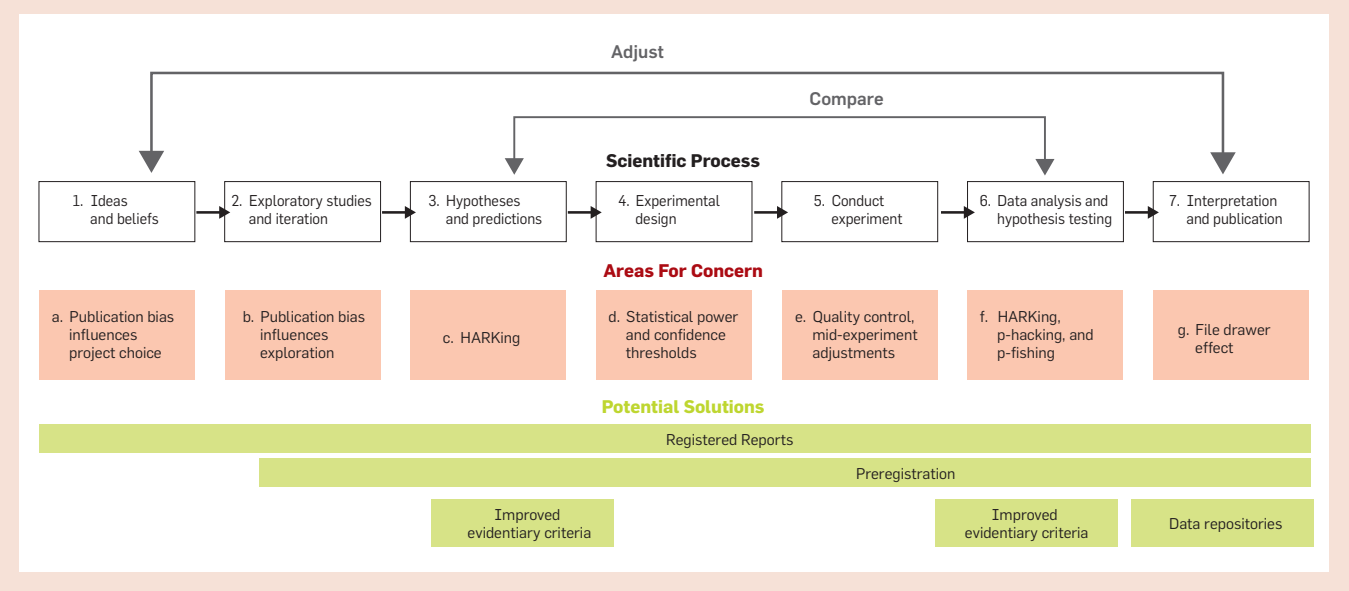 Adjust
Compare
Scientific Process
1. Ideas
and beliefs
2. Exploratory studies
and iteration
3. Hypotheses
and predictions
4. Experimental
design
5. Conduct
experiment
6. Data analysis and
hypothesis testing
7. Interpretation
and publication
Areas For Concern
a. Publication bias
influences
project choice
b. Publication bias
influences
exploration
c. HARKing
d. Statistical power
and confidence
thresholds
e. Quality control,
mid-experiment
adjustments
f. HARKing,
p-hacking, and
p-fishing
g. File drawer
effect
Potential Solutions
Registered Reports
Preregistration
Improved
evidentiary criteria
Improved
evidentiary criteria
Data repositories